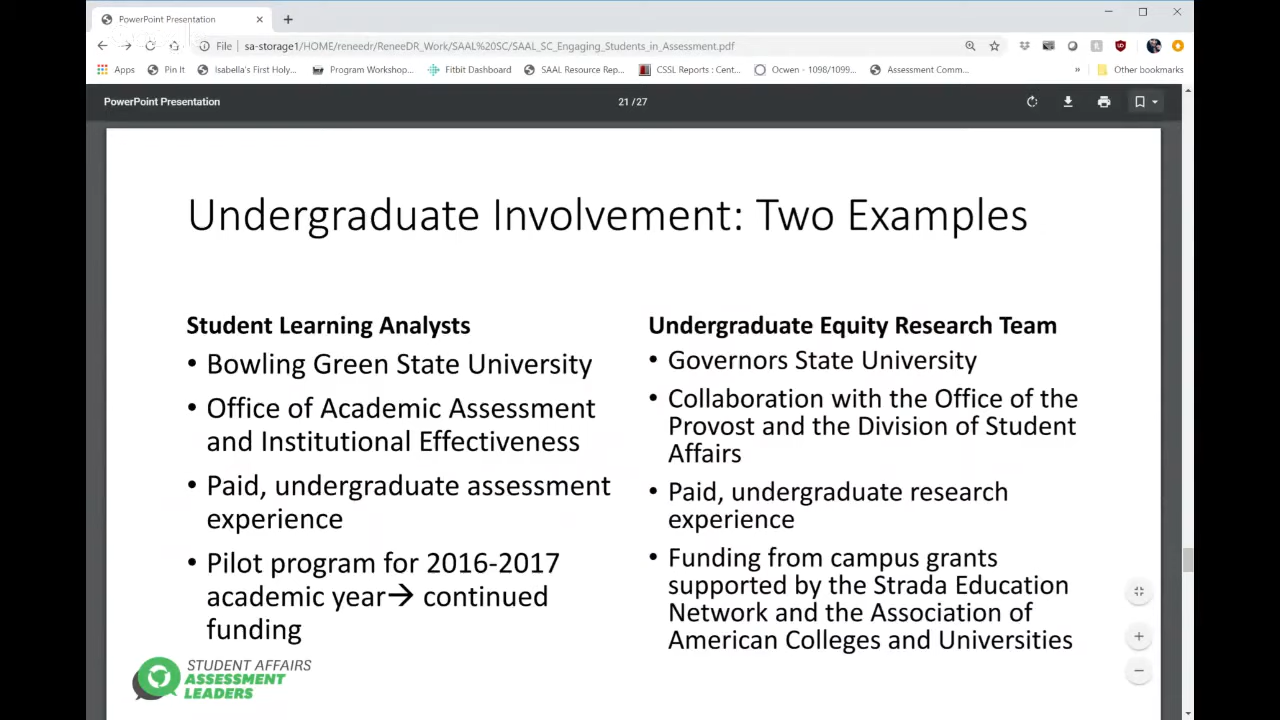 PowerPoint Presentation
File
sa-storage1/HOME/reneedr/ReneeDR_Work/SAAL%20SC/SAAL_SC_Engaging_Students_in_Assessment.pdf
Apps
Pin It
Isabella's First Holy...
Program Workshop...
Fitbit Dashboard
SAAL Resource Rep...
CSSL Reports : Cent...
Ocwen - 1098/1099...
Assessment Comm...
»
Other bookmarks
PowerPoint Presentation
21 / 27
Undergraduate Involvement: Two Examples
Student Learning Analysts
• Bowling Green State University
• Office of Academic Assessment
and Institutional Effectiveness
• Paid, undergraduate assessment
experience
• Pilot program for 2016-2017
academic year→ continued
funding
Undergraduate Equity Research Team
• Governors State University
• Collaboration with the Office of the
Provost and the Division of Student
Affairs
• Paid, undergraduate research
experience
• Funding from campus grants
supported by the Strada Education
Network and the Association of
American Colleges and Universities
STUDENT AFFAIRS
ASSESSMENT
LEADERS